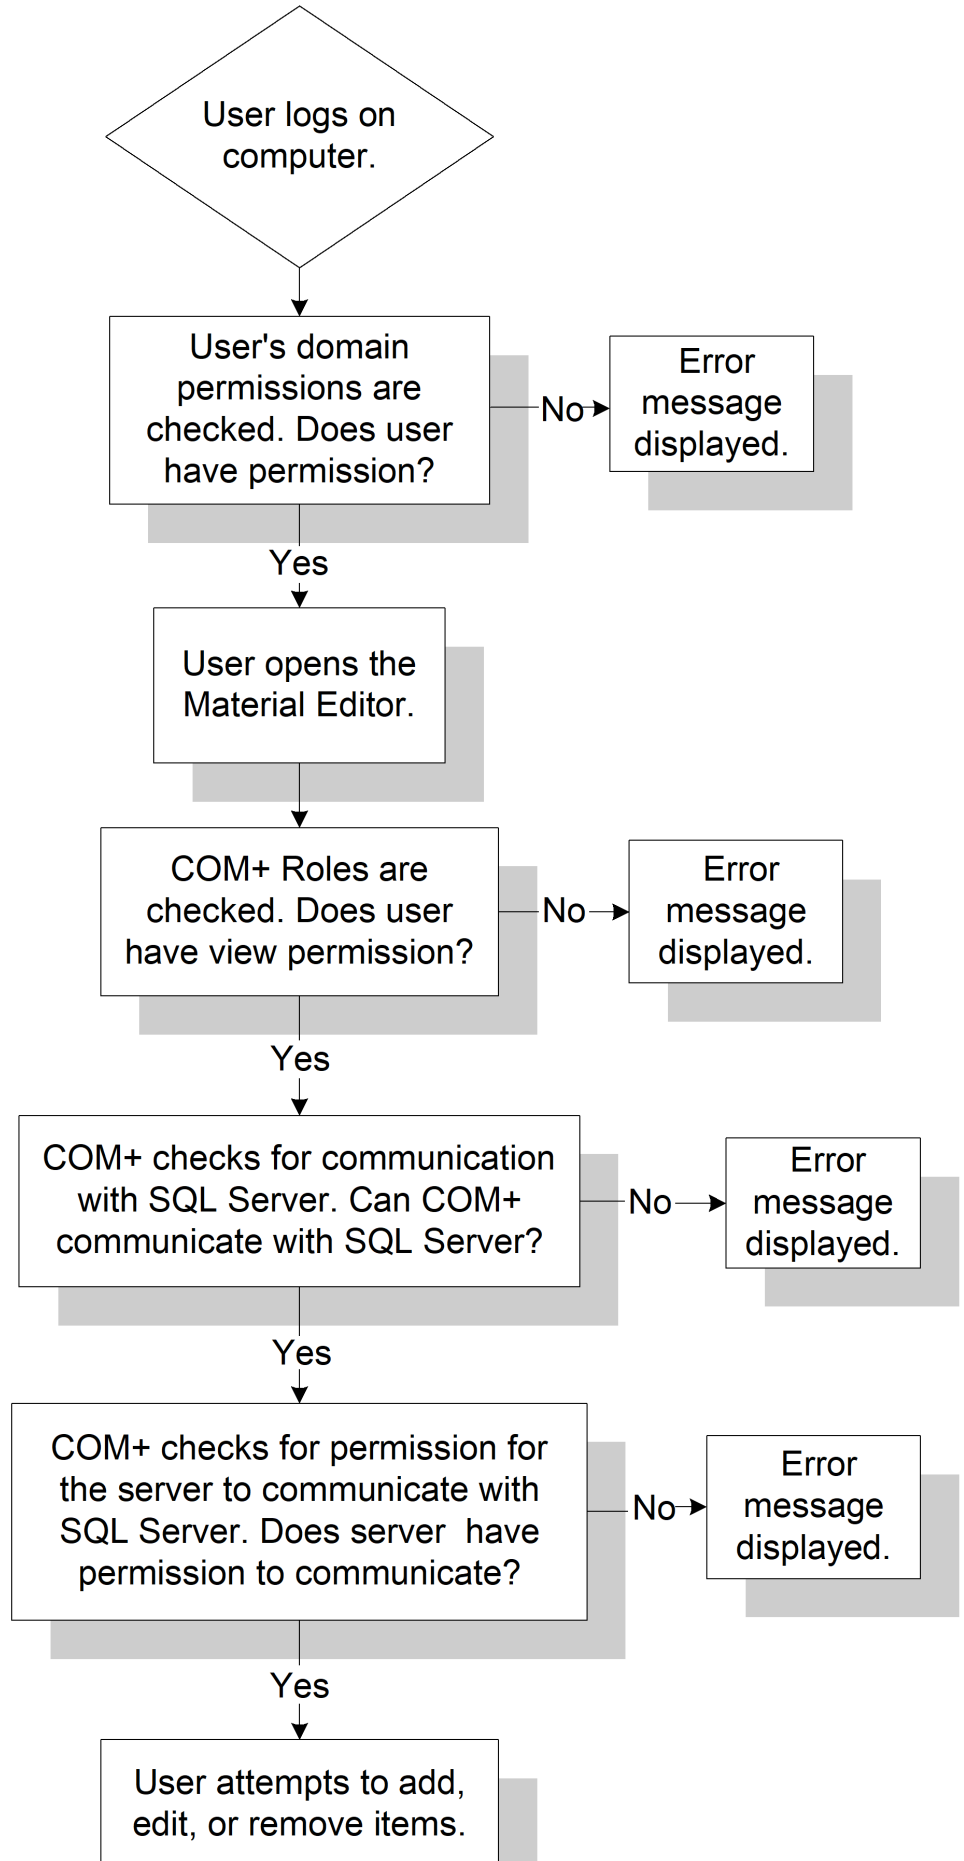 User logs on
computer.
User's domain
permissions are
checked. Does user
have permission?
No
Error
message
displayed.
Yes
User opens the
Material Editor.
COM+ Roles are
checked. Does user
have view permission?
No
Error
message
displayed.
Yes
COM+ checks for communication
with SQL Server. Can COM+
communicate with SQL Server?
No
Error
message
displayed.
Yes
COM+ checks for permission for
the server to communicate with
SQL Server. Does server  have
permission to communicate?
No
Error
message
displayed.
Yes
User attempts to add,
edit, or remove items.